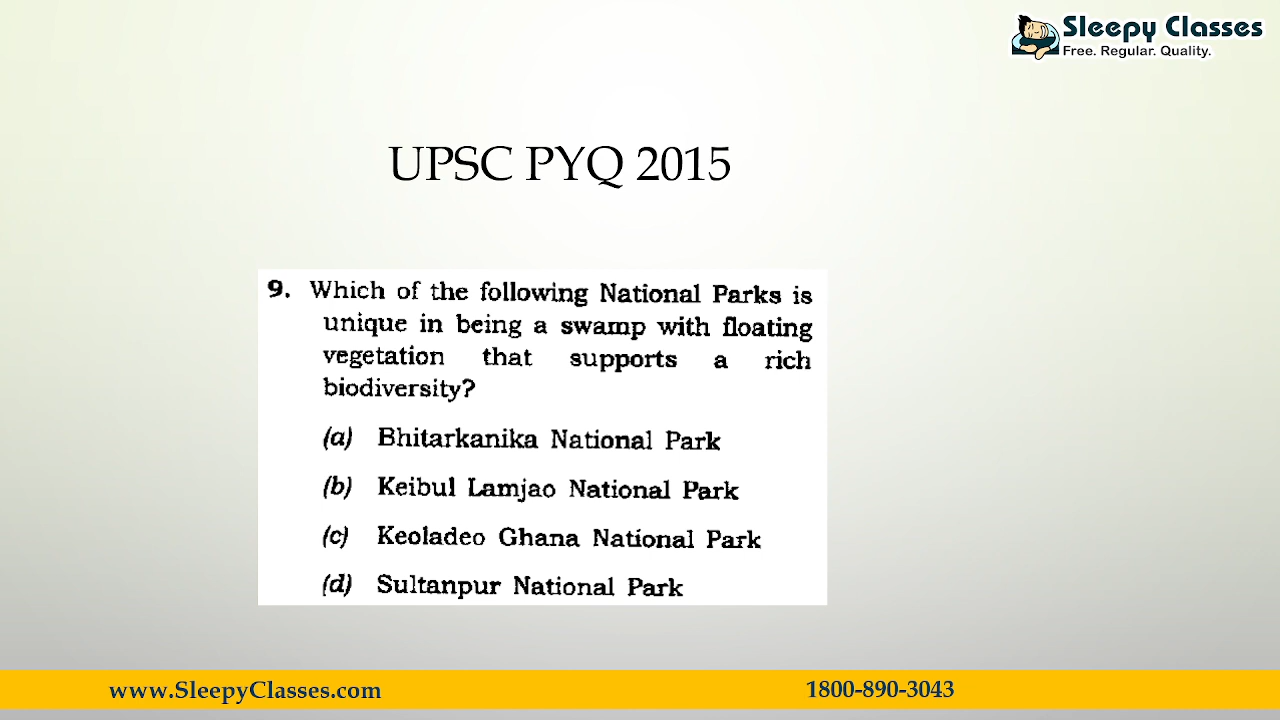 Sleepy Classes
Free. Regular. Quality.
UPSC PYQ 2015
9. Which of the following National Parks is
unique in being a swamp with floating
vegetation that supports a rich
biodiversity?
(a) Bhitarkanika National Park
(b) Keibul Lamjao National Park
(c) Keoladeo Ghana National Park
(d) Sultanpur National Park
www.SleepyClasses.com
1800-890-3043